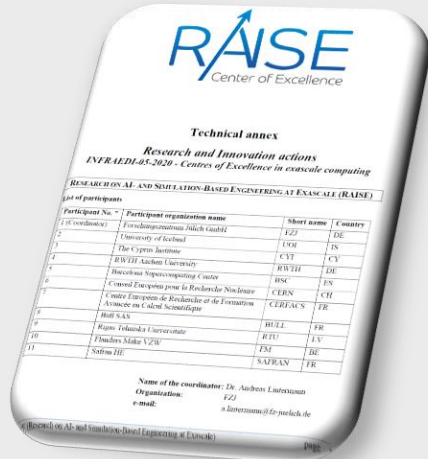 RAISE
Center of Excellence
Technical annex
Research and Innovation actions
INFRAEDI-05-2020 - Centres of Excellence in exascale computing
RESEARCH ON AI- AND SIMULATION-BASED ENGINEERING AT EXASCALE (RAISE)
List of participants
Participant No. * Participant organization name Short name Country
1 (Coordinator) Forschungszentrum Jülich GmbH FZJ DE
2 University of Iceland UOI IS
3 The Cyprus Institute CYI CY
4 RWTH Aachen University RWTH DE
5 Barcelona Supercomputing Center BSC ES
6 Conseil Européen pour la Recherche Nucléaire CERN CH
7 Centre Européen de Recherche et de Formation CERFACS FR
Avancée en Calcul Scientifique
8 Bull SAS BULL FR
9 Rigas Tehniska Universitate RTU LV
10 Flanders Make VZW FM BE
11 Safran HE SAFRAN FR
Name of the coordinator: Dr. Andreas Lintermann
Organization: FZJ
e-mail: a.lintermann@fz-juelich.de
(Research on AI- and Simulation-Based Engineering at Exascale)
page